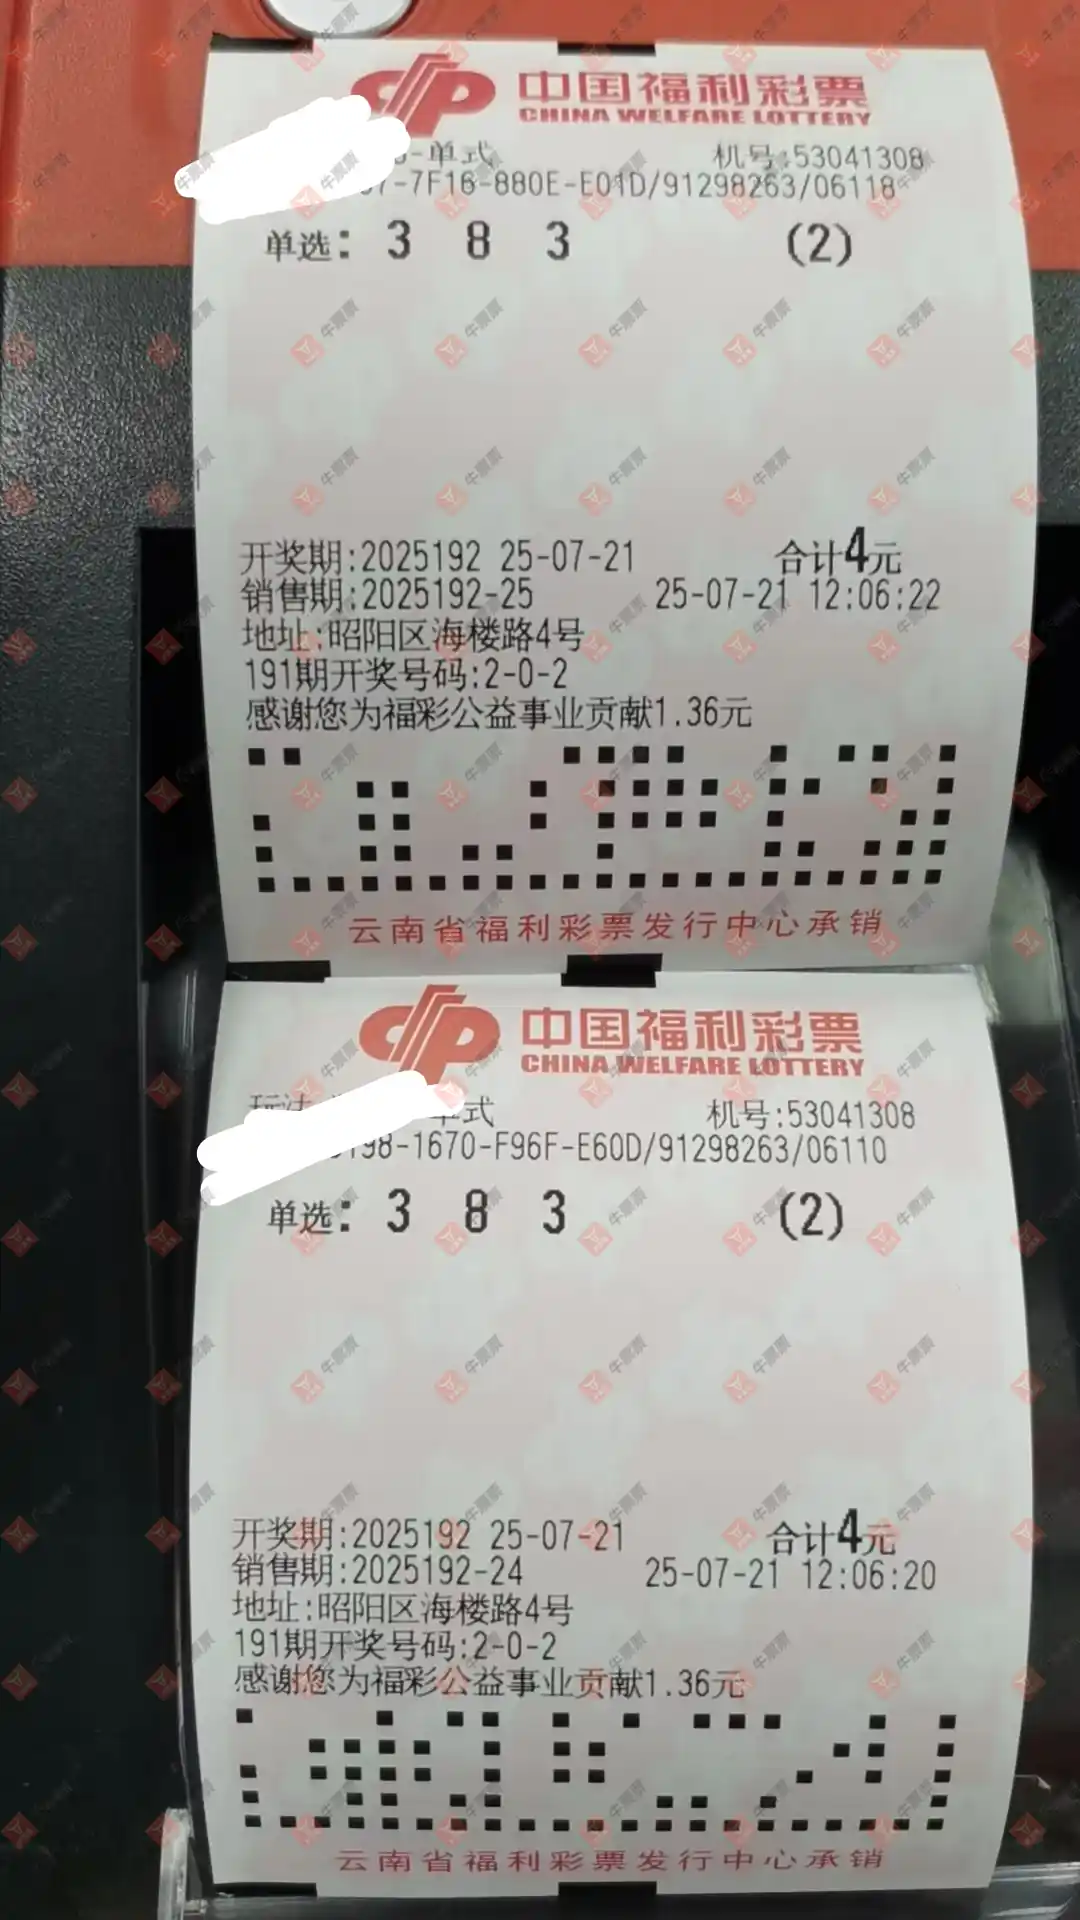 中国福利彩票
CHINA WELFARE LOTTERY
-单式 机号:53041308
7-7F16-880E-E01D/91298263/06118
单选: 3 8 3 (2)
开奖期:2025192 25-07-21 合计4元
销售期:2025192-25 25-07-21 12:06:22
地址:昭阳区海楼路4号
191期开奖号码:2-0-2
感谢您为福彩公益事业贡献1.36元
云南省福利彩票发行中心承销
中国福利彩票
CHINA WELFARE LOTTERY
单式 机号:53041308
198-1670-F96F-E60D/91298263/06110
单选: 3 8 3 (2)
开奖期:2025192 25-07-21 合计4元
销售期:2025192-24 25-07-21 12:06:20
地址:昭阳区海楼路4号
191期开奖号码:2-0-2
感谢您为福彩公益事业贡献1.36元
云南省福利彩票发行中心承销
牛票票